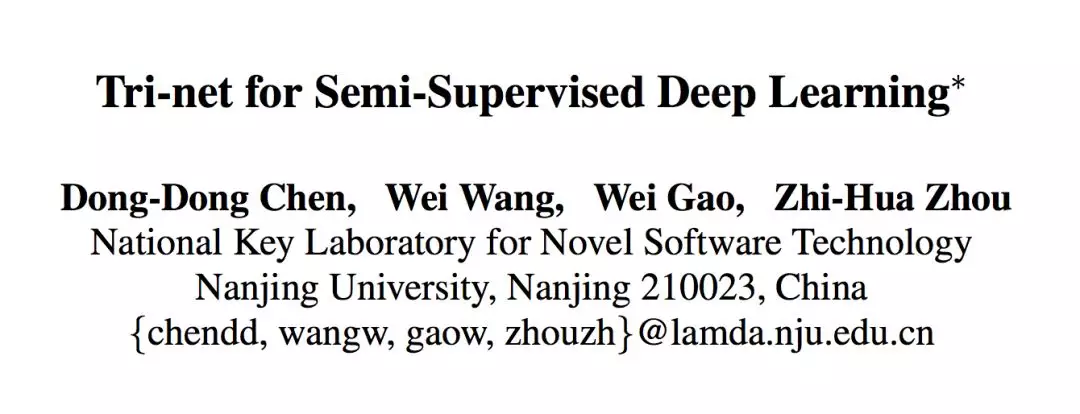 Tri-net for Semi-Supervised Deep Learning*
Dong-Dong Chen, Wei Wang, Wei Gao, Zhi-Hua Zhou
National Key Laboratory for Novel Software Technology
Nanjing University, Nanjing 210023, China
{chendd, wangw, gaow, zhouzh}@lamda.nju.edu.cn